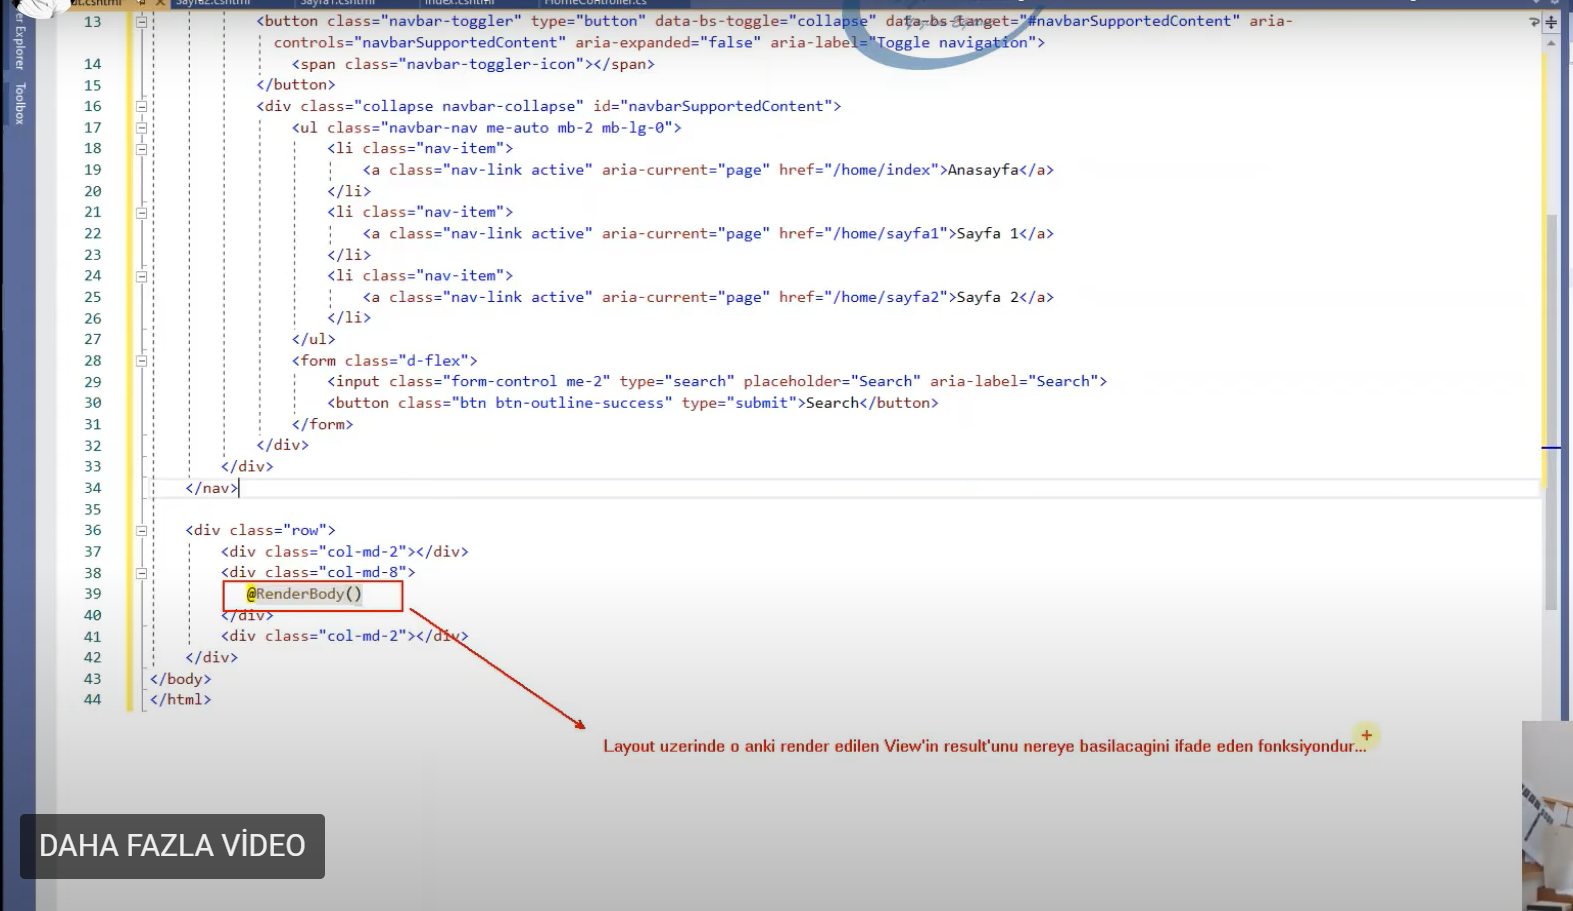 Sayfa2.cshtml Sayfa1.cshtml Index.cshtml HomeController.cs
Explorer
Toolbox
13 <button class="navbar-toggler" type="button" data-bs-toggle="collapse" data-bs-target="#navbarSupportedContent" aria-
controls="navbarSupportedContent" aria-expanded="false" aria-label="Toggle navigation">
14 <span class="navbar-toggler-icon"></span>
15 </button>
16 <div class="collapse navbar-collapse" id="navbarSupportedContent">
17 <ul class="navbar-nav me-auto mb-2 mb-lg-0">
18 <li class="nav-item">
19 <a class="nav-link active" aria-current="page" href="/home/index">Anasayfa</a>
20 </li>
21 <li class="nav-item">
22 <a class="nav-link active" aria-current="page" href="/home/sayfa1">Sayfa 1</a>
23 </li>
24 <li class="nav-item">
25 <a class="nav-link active" aria-current="page" href="/home/sayfa2">Sayfa 2</a>
26 </li>
27 </ul>
28 <form class="d-flex">
29 <input class="form-control me-2" type="search" placeholder="Search" aria-label="Search">
30 <button class="btn btn-outline-success" type="submit">Search</button>
31 </form>
32 </div>
33 </div>
34 </nav>
35
36 <div class="row">
37 <div class="col-md-2"></div>
38 <div class="col-md-8">
39 @RenderBody()
40 </div>
41 <div class="col-md-2"></div>
42 </div>
43 </body>
44 </html>
Layout uzerinde o anki render edilen View'in result'unu nereye basilacagini ifade eden fonksiyondur...
DAHA FAZLA VİDEO